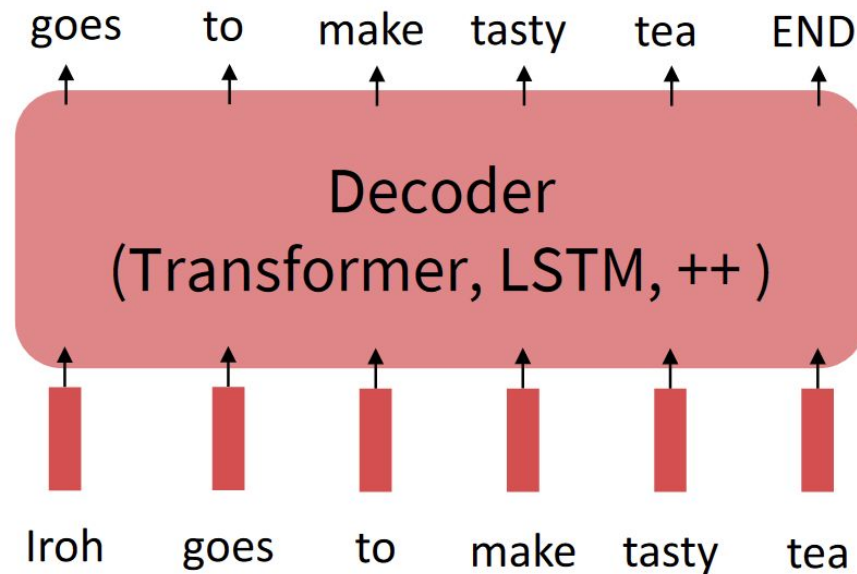 goes to make tasty tea END
Decoder
(Transformer, LSTM, ++ )
Iroh goes to make tasty tea